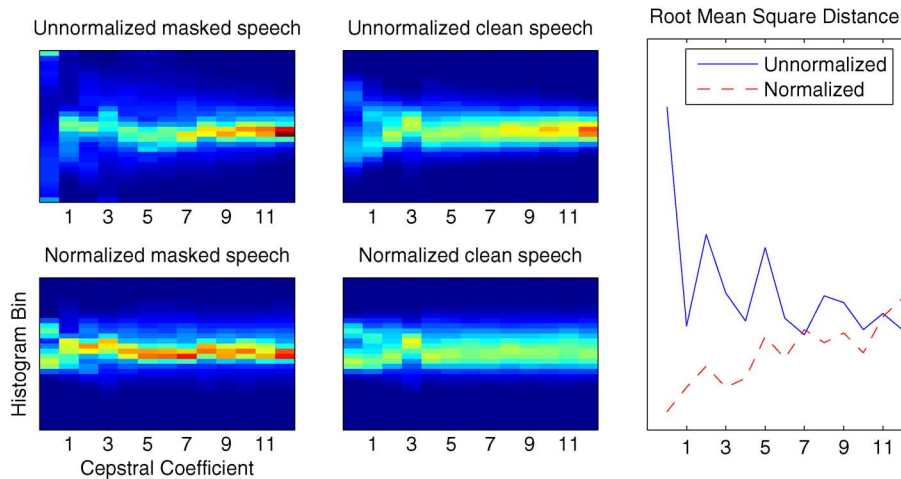 Unnormalized masked speech
1 3 5 7 9 11
Unnormalized clean speech
1 3 5 7 9 11
Normalized masked speech
Histogram Bin
1 3 5 7 9 11
Cepstral Coefficient
Normalized clean speech
1 3 5 7 9 11
Root Mean Square Distance
Unnormalized
Normalized
1 3 5 7 9 11